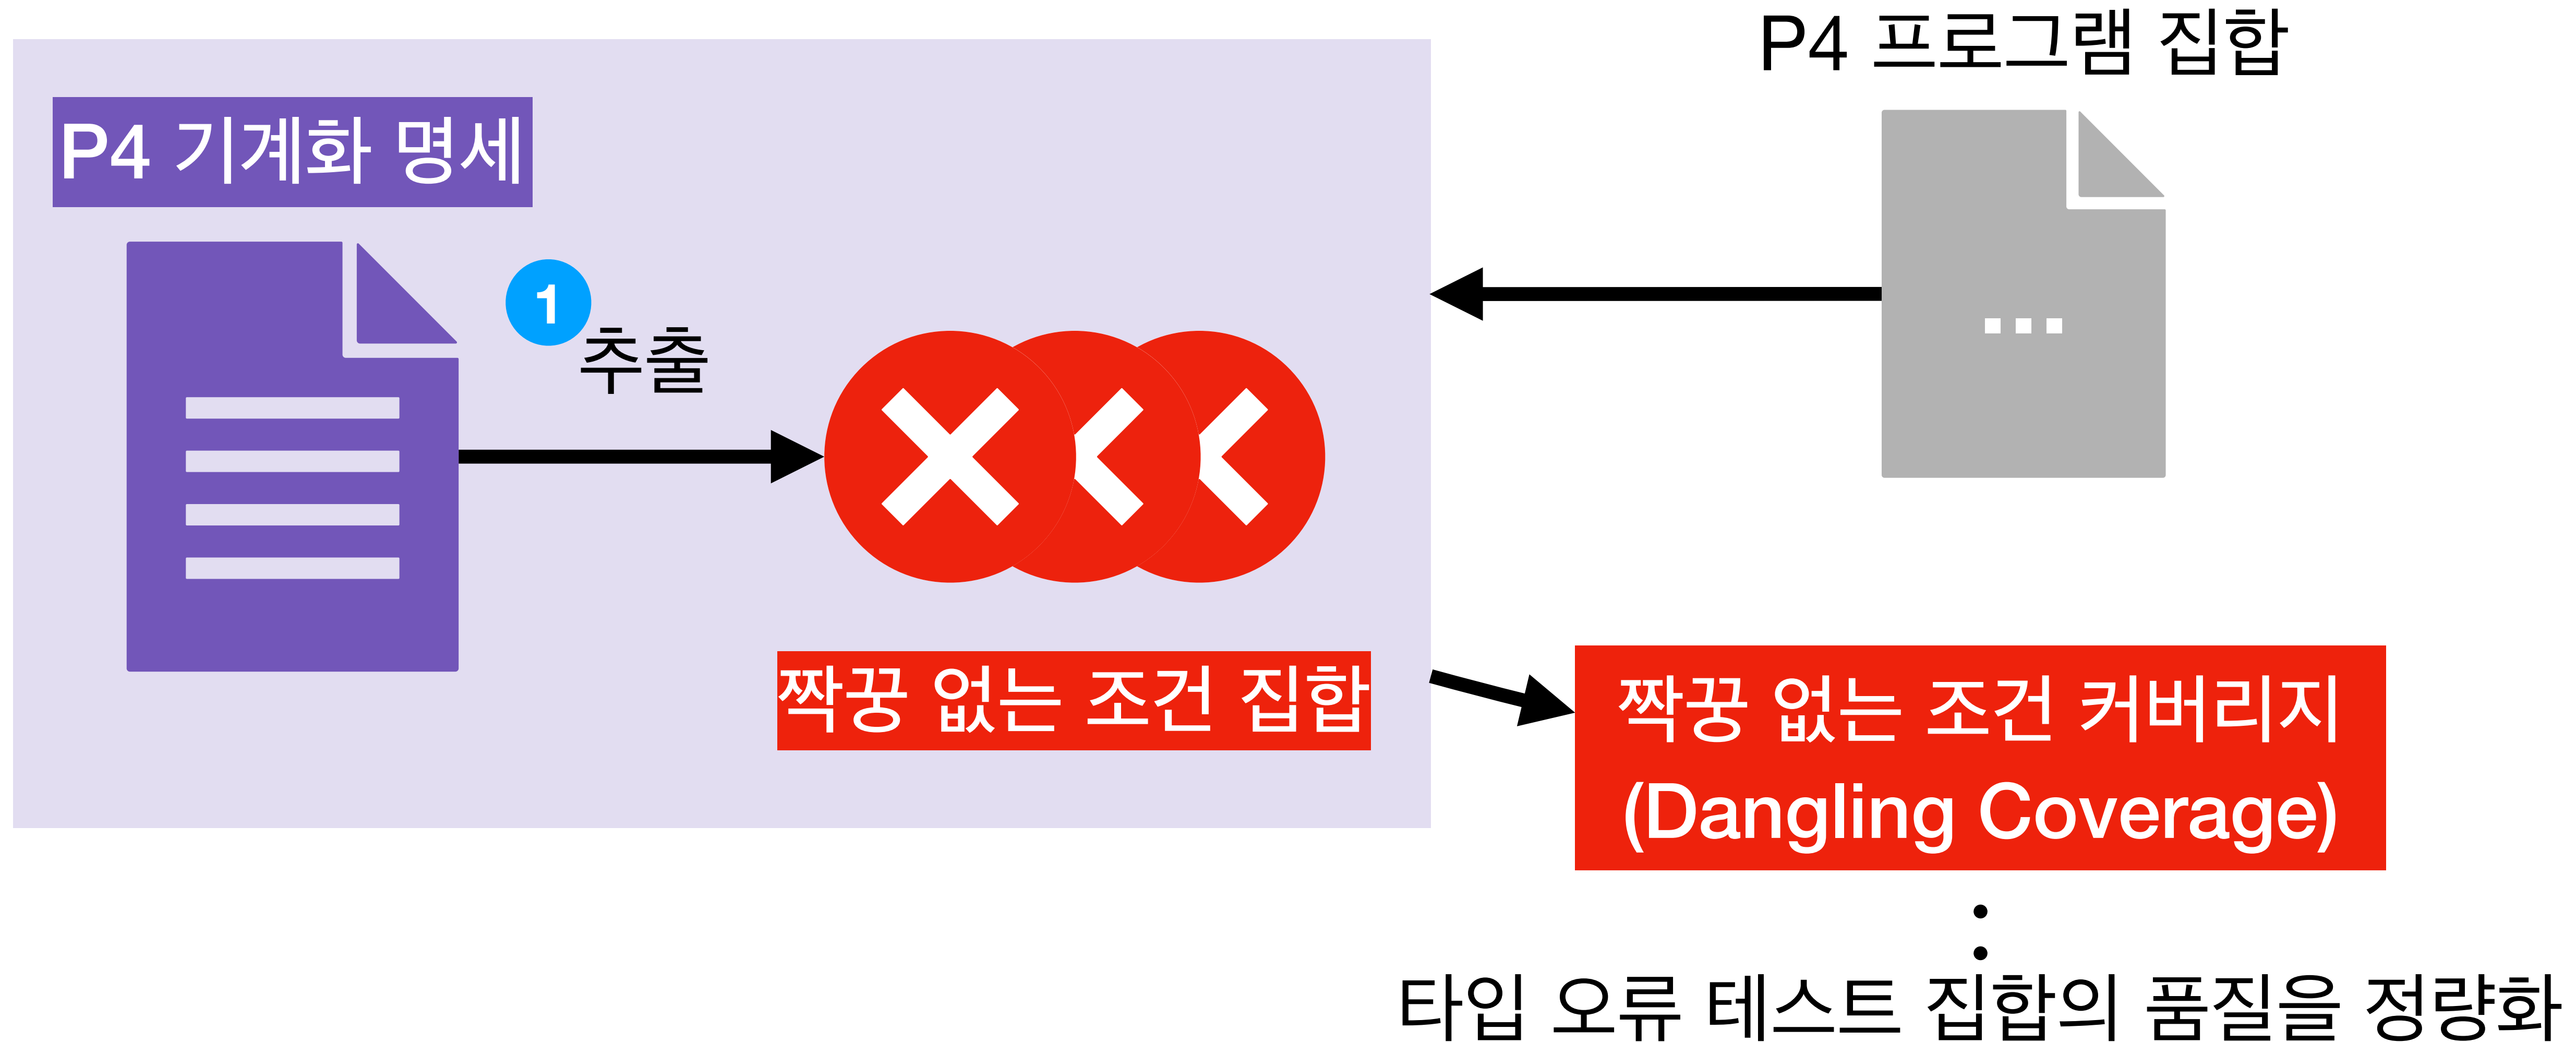 P4 프로그램 집합
P4 기계화 명세
1
추출
...
짝꿍 없는 조건 집합
짝꿍 없는 조건 커버리지
(Dangling Coverage)
:
타입 오류 테스트 집합의 품질을 정량화